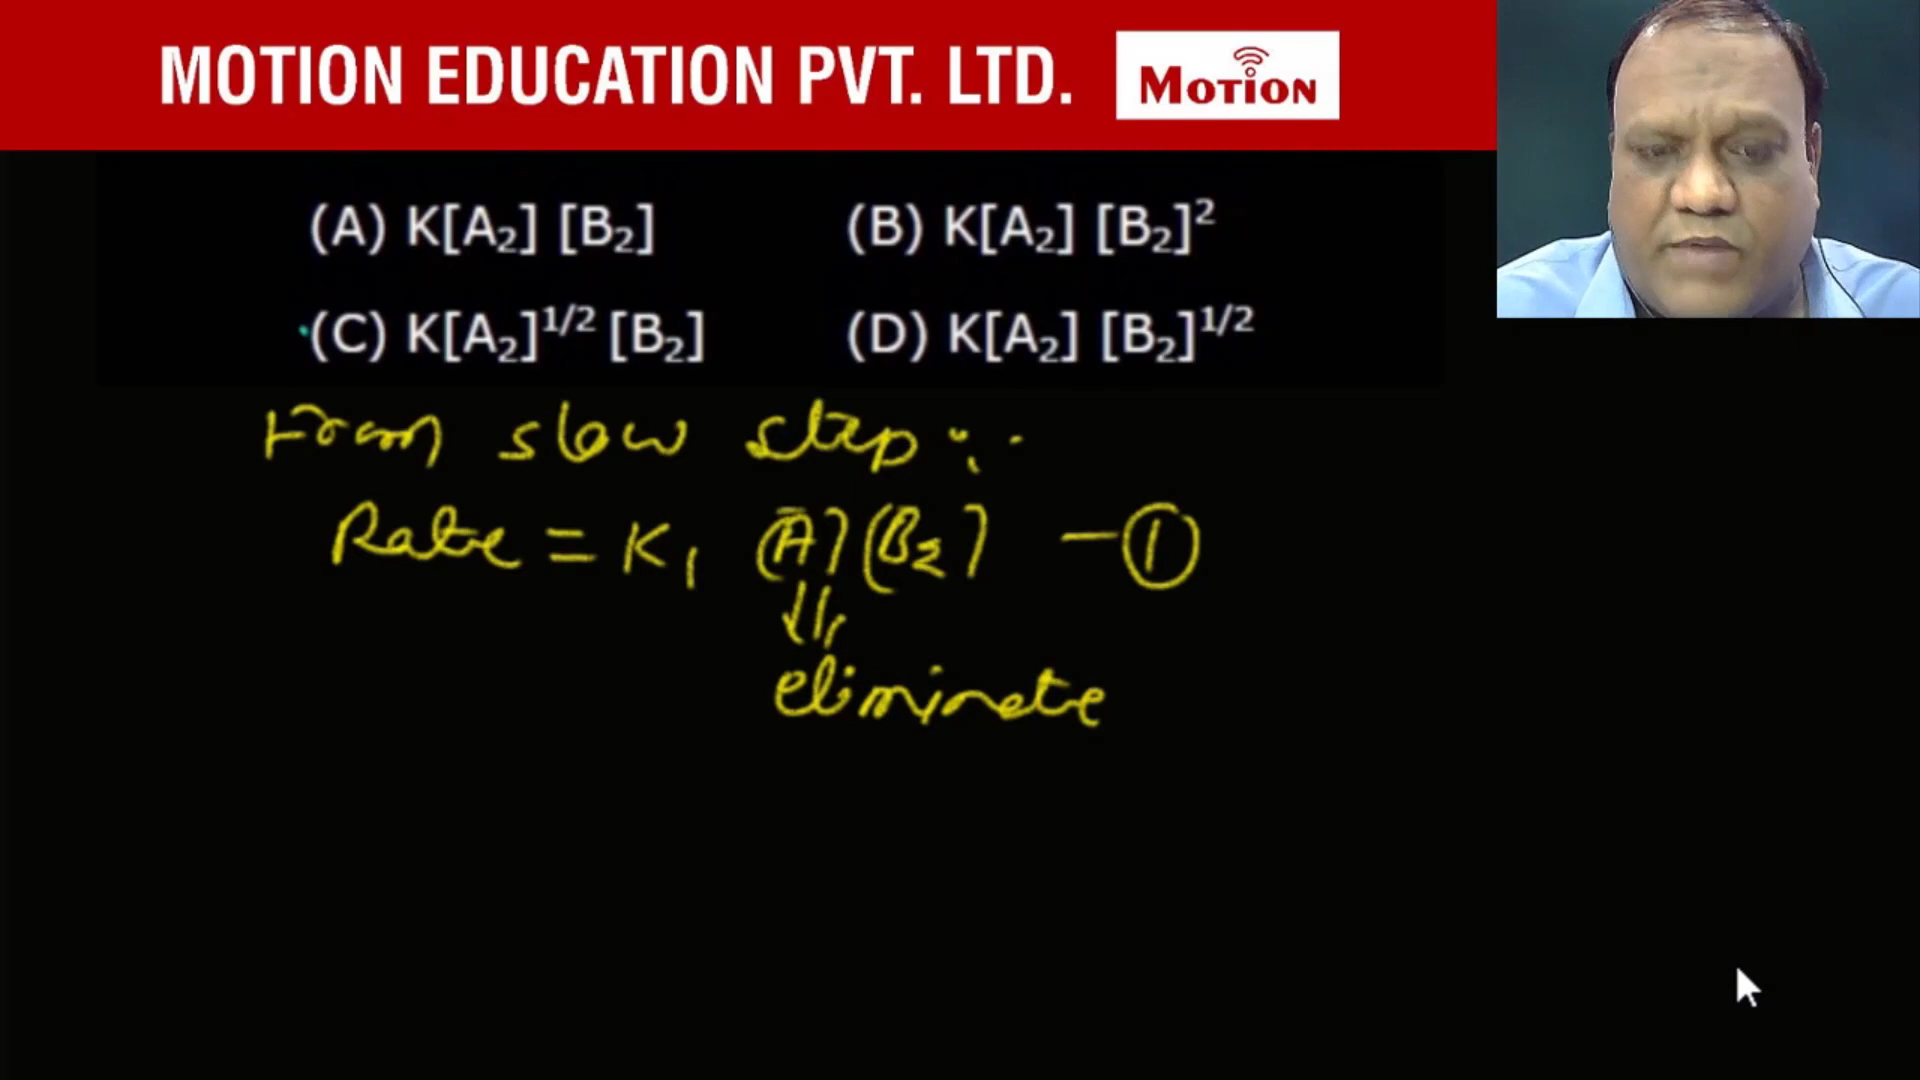 MOTION EDUCATION PVT. LTD.
MOTION
(A) K[A₂] [B₂]
(B) K[A₂] [B₂]²
(C) K[A₂]¹/² [B₂]
(D) K[A₂] [B₂]¹/²
From slow step :-
Rate = K₁ (A) (B₂) —①
eliminate